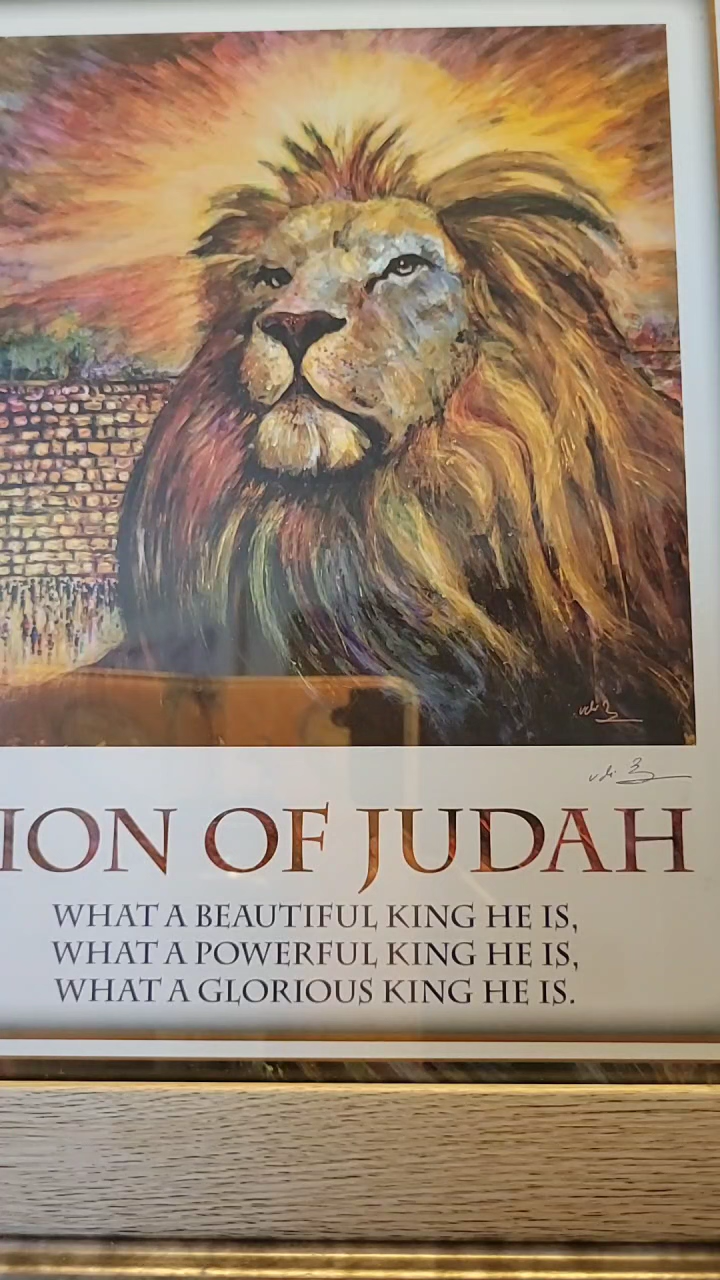 ION OF JUDAH
WHAT A BEAUTIFUL KING HE IS,
WHAT A POWERFUL KING HE IS,
WHAT A GLORIOUS KING HE IS.